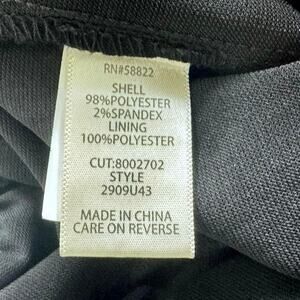 RN#58822
SHELL
98%POLYESTER
2%SPANDEX
LINING
100%POLYESTER
CUT:8002702
STYLE
2909U43
MADE IN CHINA
CARE ON REVERSE